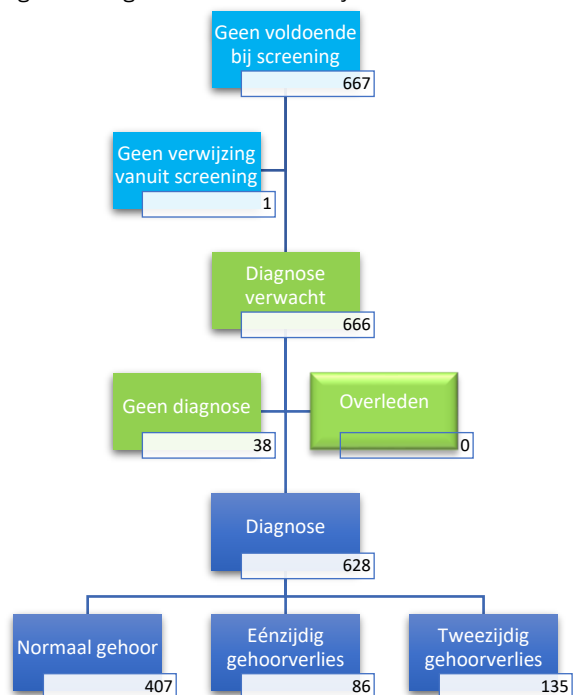 Geen voldoende
bij screening
667
Geen verwijzing
vanuit screening
1
Diagnose
verwacht
666
Geen diagnose
38
Overleden
0
Diagnose
628
Normaal gehoor
407
Eénzijdig
gehoorverlies
86
Tweezijdig
gehoorverlies
135